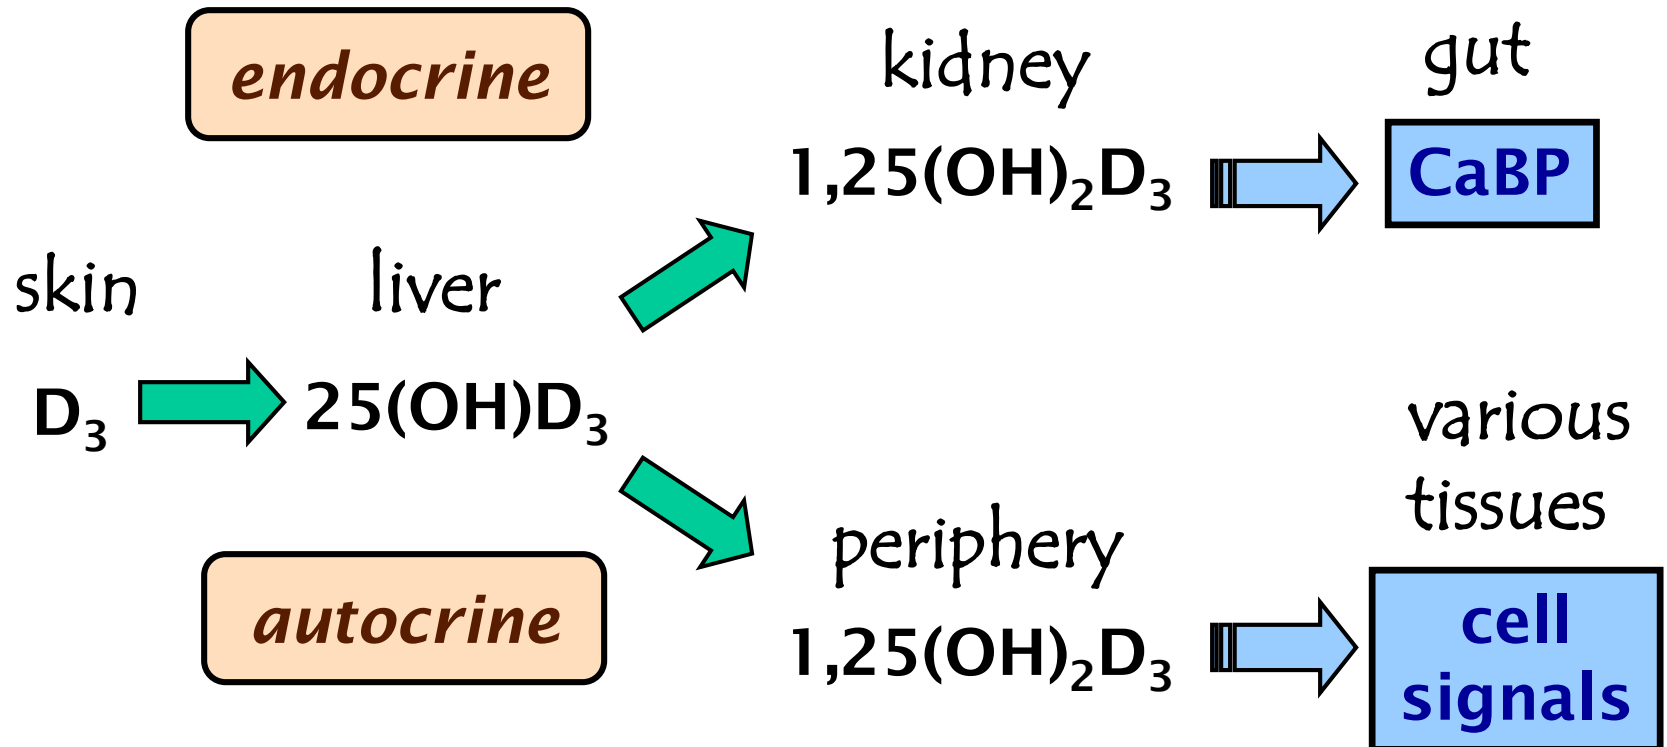 endocrine
kidney
gut
1,25(OH)₂D₃
CaBP
skin
liver
D₃
25(OH)D₃
various
tissues
periphery
autocrine
1,25(OH)₂D₃
cell
signals